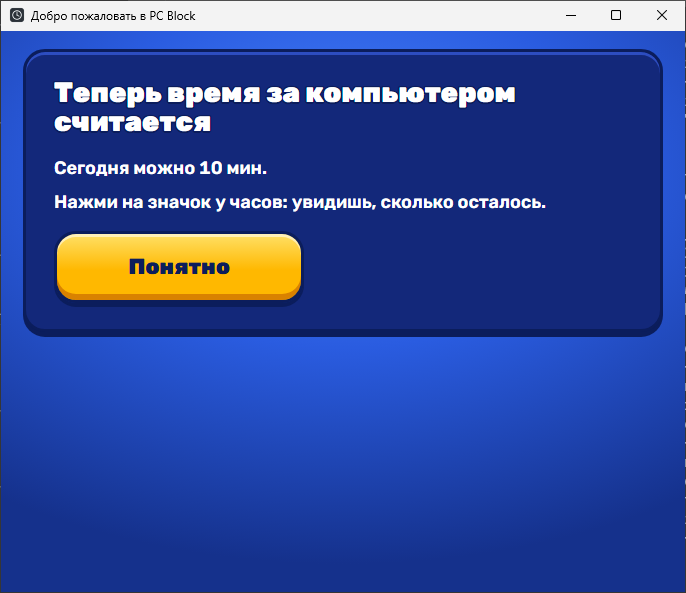 Добро пожаловать в PC Block
Теперь время за компьютером
считается
Сегодня можно 10 мин.
Нажми на значок у часов: увидишь, сколько осталось.
Понятно